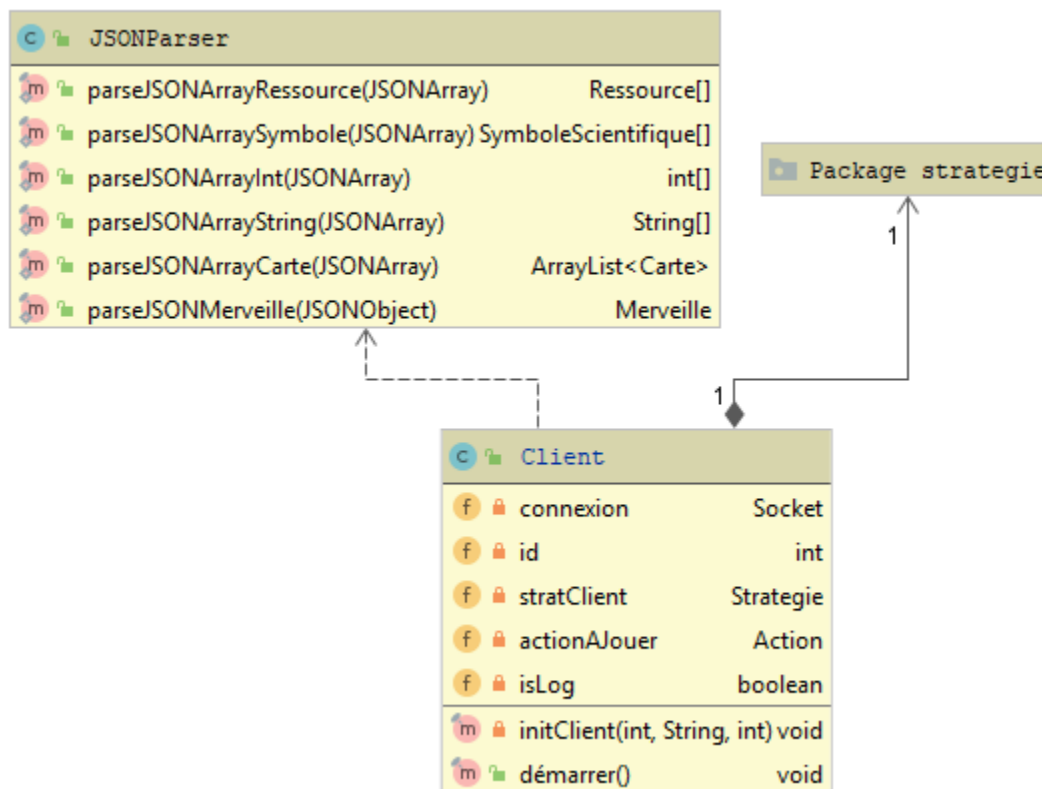 JSONParser
parseJSONArrayRessource(JSONArray) Ressource[]
parseJSONArraySymbole(JSONArray) SymboleScientifique[]
parseJSONArrayInt(JSONArray) int[]
parseJSONArrayString(JSONArray) String[]
parseJSONArrayCarte(JSONArray) ArrayList<Carte>
parseJSONMerveille(JSONObject) Merveille
Package strategie
1
1
Client
connexion Socket
id int
stratClient Strategie
actionAJouer Action
isLog boolean
initClient(int, String, int) void
démarrer() void